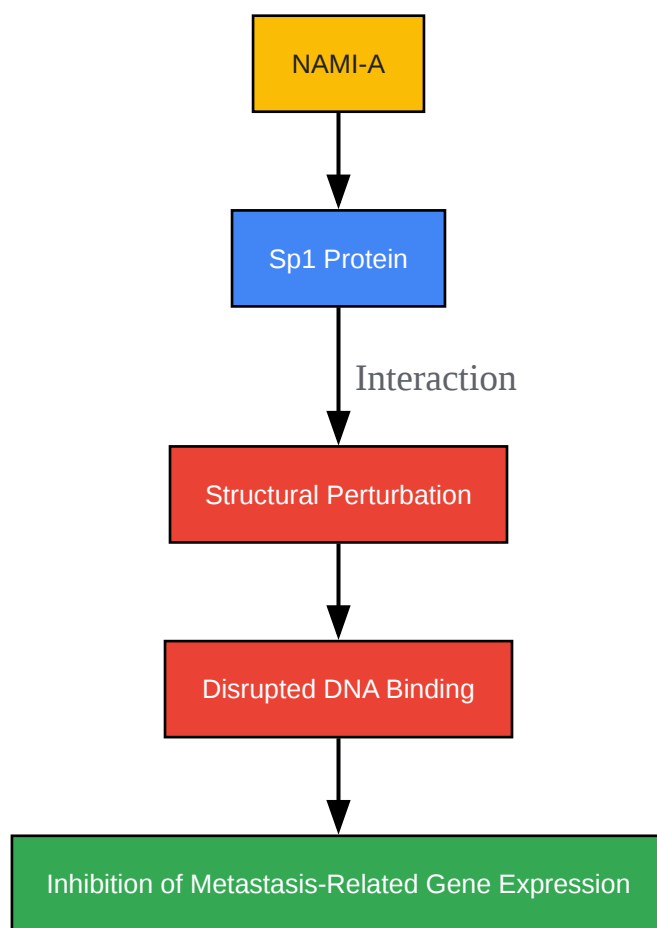 NAMI-A
Sp1 Protein
Interaction
Structural Perturbation
Disrupted DNA Binding
Inhibition of Metastasis-Related Gene Expression